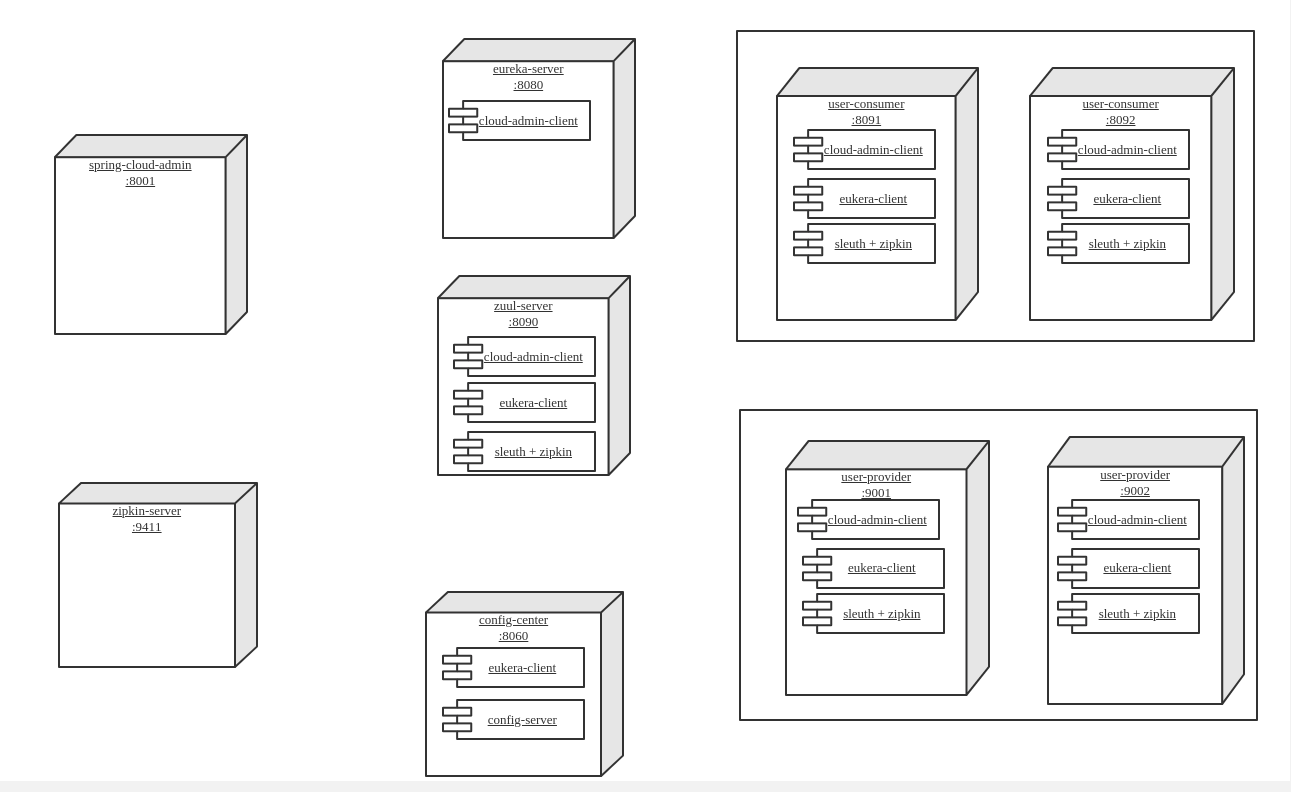 spring-cloud-admin
:8001
zipkin-server
:9411
eureka-server
:8080
cloud-admin-client
zuul-server
:8090
cloud-admin-client
eukera-client
sleuth + zipkin
config-center
:8060
eukera-client
config-server
user-consumer
:8091
cloud-admin-client
eukera-client
sleuth + zipkin
user-consumer
:8092
cloud-admin-client
eukera-client
sleuth + zipkin
user-provider
:9001
cloud-admin-client
eukera-client
sleuth + zipkin
user-provider
:9002
cloud-admin-client
eukera-client
sleuth + zipkin